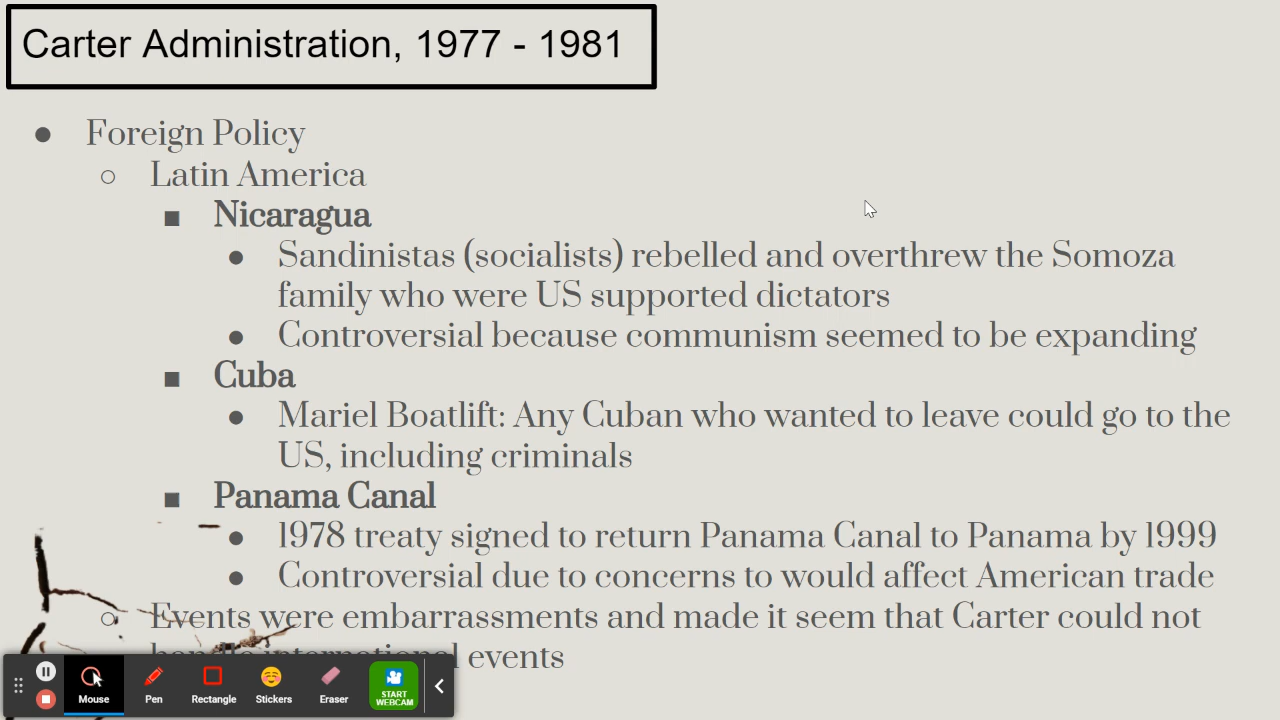 Carter Administration, 1977 - 1981
● Foreign Policy
○ Latin America
■ Nicaragua
● Sandinistas (socialists) rebelled and overthrew the Somoza
family who were US supported dictators
● Controversial because communism seemed to be expanding
■ Cuba
● Mariel Boatlift: Any Cuban who wanted to leave could go to the
US, including criminals
■ Panama Canal
● 1978 treaty signed to return Panama Canal to Panama by 1999
● Controversial due to concerns to would affect American trade
○ Events were embarrassments and made it seem that Carter could not
handle international events
Mouse
Pen
Rectangle
Stickers
Eraser
START
WEBCAM